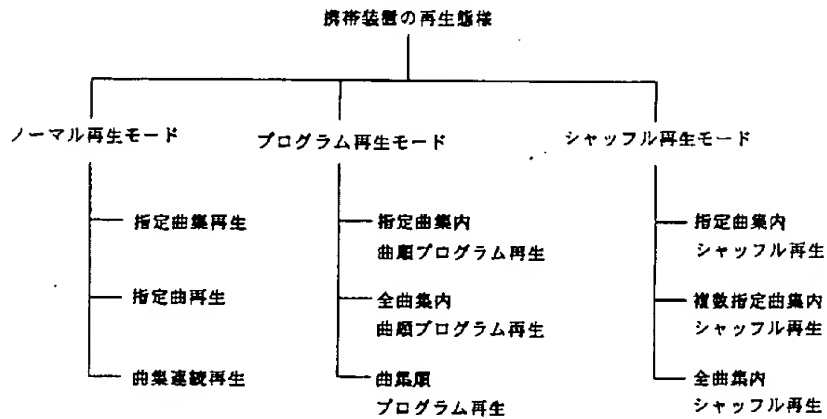 携帯装置の再生態様
ノーマル再生モード
指定曲集再生
指定曲再生
曲集連続再生
プログラム再生モード
指定曲集内
曲順プログラム再生
全曲集内
曲順プログラム再生
曲集順
プログラム再生
シャッフル再生モード
指定曲集内
シャッフル再生
複数指定曲集内
シャッフル再生
全曲集内
シャッフル再生